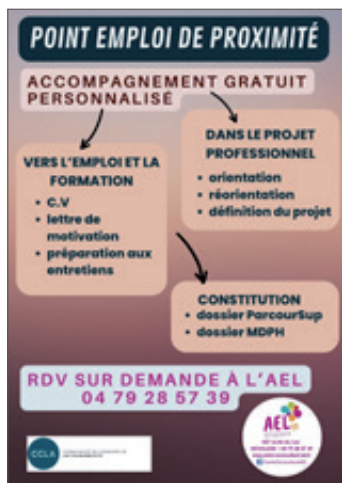 POINT EMPLOI DE PROXIMITÉ
ACCOMPAGNEMENT GRATUIT
PERSONNALISÉ
VERS L'EMPLOI ET LA
FORMATION
• C.V
• lettre de
motivation
• préparation aux
entretiens
DANS LE PROJET
PROFESSIONNEL
• orientation
• réorientation
• définition du projet
CONSTITUTION
• dossier ParcourSup
• dossier MDPH
RDV SUR DEMANDE À L'AEL
04 79 28 57 39
CCLA
AEL